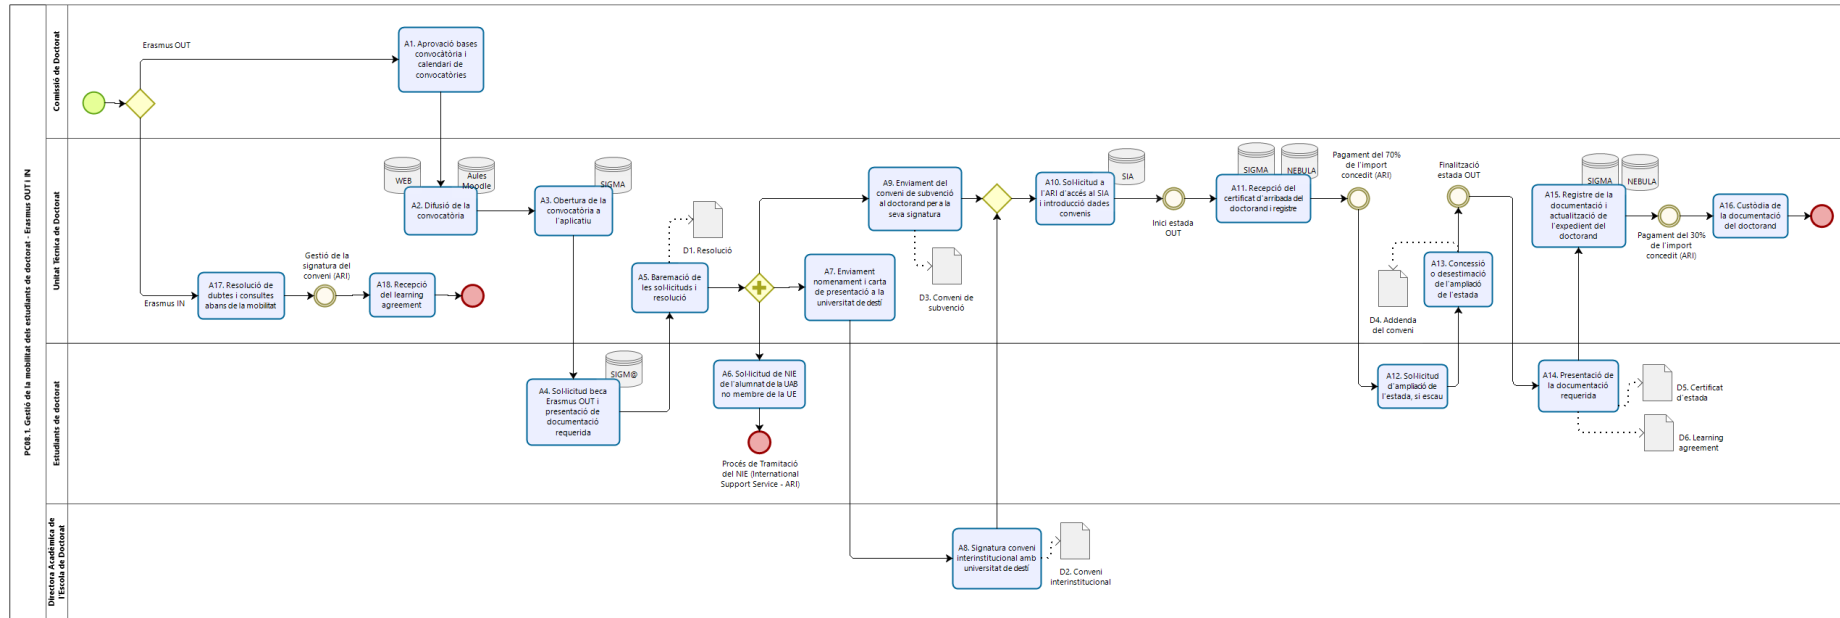 PC08.1. Gestió de la mobilitat dels estudiants de doctorat - Erasmus OUT i IN
Comissió de Doctorat
Erasmus OUT
A1. Aprovació bases
convocàtòria i
calendari de
convocatòries
Unitat Tècnica de Doctorat
WEB
Aules
Moodle
A2. Difusió de la
convocatòria
SIGMA
A3. Obertura de la
convocatòria a
l'aplicatiu
D1. Resolució
A5. Baremació de
les sol·licituds i
resolució
A9. Enviament del
conveni de subvenció
al doctorand per a la
seva signatura
D3. Conveni de
subvenció
A7. Enviament
nomenament i carta
de presentació a la
universitat de destí
SIA
A10. Sol·licitud a
l'ARI d'accés al SIA
i introducció dades
convenis
Inici estada
OUT
SIGMA
NEBULA
A11. Recepció del
certificat d'arribada del
doctorand i registre
Pagament del 70%
de l'import
concedit (ARI)
Finalització
estada OUT
A13. Concessió
o desestimació
de l'ampliació
de l'estada
D4. Addenda
del conveni
SIGMA
NEBULA
A15. Registre de la
documentació i
actualització de
l'expedient del
doctorand
Pagament del 30%
de l'import
concedit (ARI)
A16. Custòdia de
la documentació
del doctorand
Erasmus IN
A17. Resolució de
dubtes i consultes
abans de la mobilitat
Gestió de la
signatura del
conveni (ARI)
A18. Recepció
del learning
agreement
Estudiants de doctorat
SIGM@
A4. Sol·licitud beca
Erasmus OUT i
presentació de
documentació
requerida
A6. Sol·licitud de NIE
de l'alumnat de la UAB
no membre de la UE
Procés de Tramitació
del NIE (International
Support Service - ARI)
A12. Sol·licitud
d'ampliació de
l'estada, si escau
A14. Presentació de
la documentació
requerida
D5. Certificat
d'estada
D6. Learning
agreement
Directora Acadèmica de
l'Escola de Doctorat
A8. Signatura conveni
interinstitucional amb
universitat de destí
D2. Conveni
interinstitucional